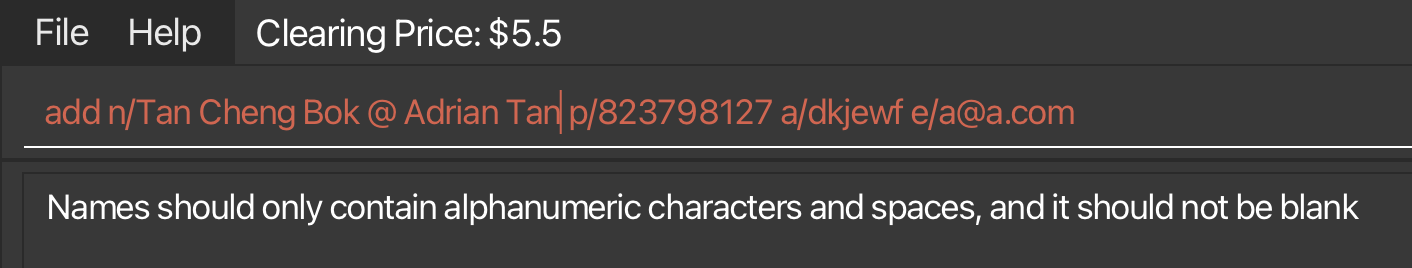 File Help Clearing Price: $5.5
add n/Tan Cheng Bok @ Adrian Tan p/823798127 a/dkjewf e/a@a.com
Names should only contain alphanumeric characters and spaces, and it should not be blank